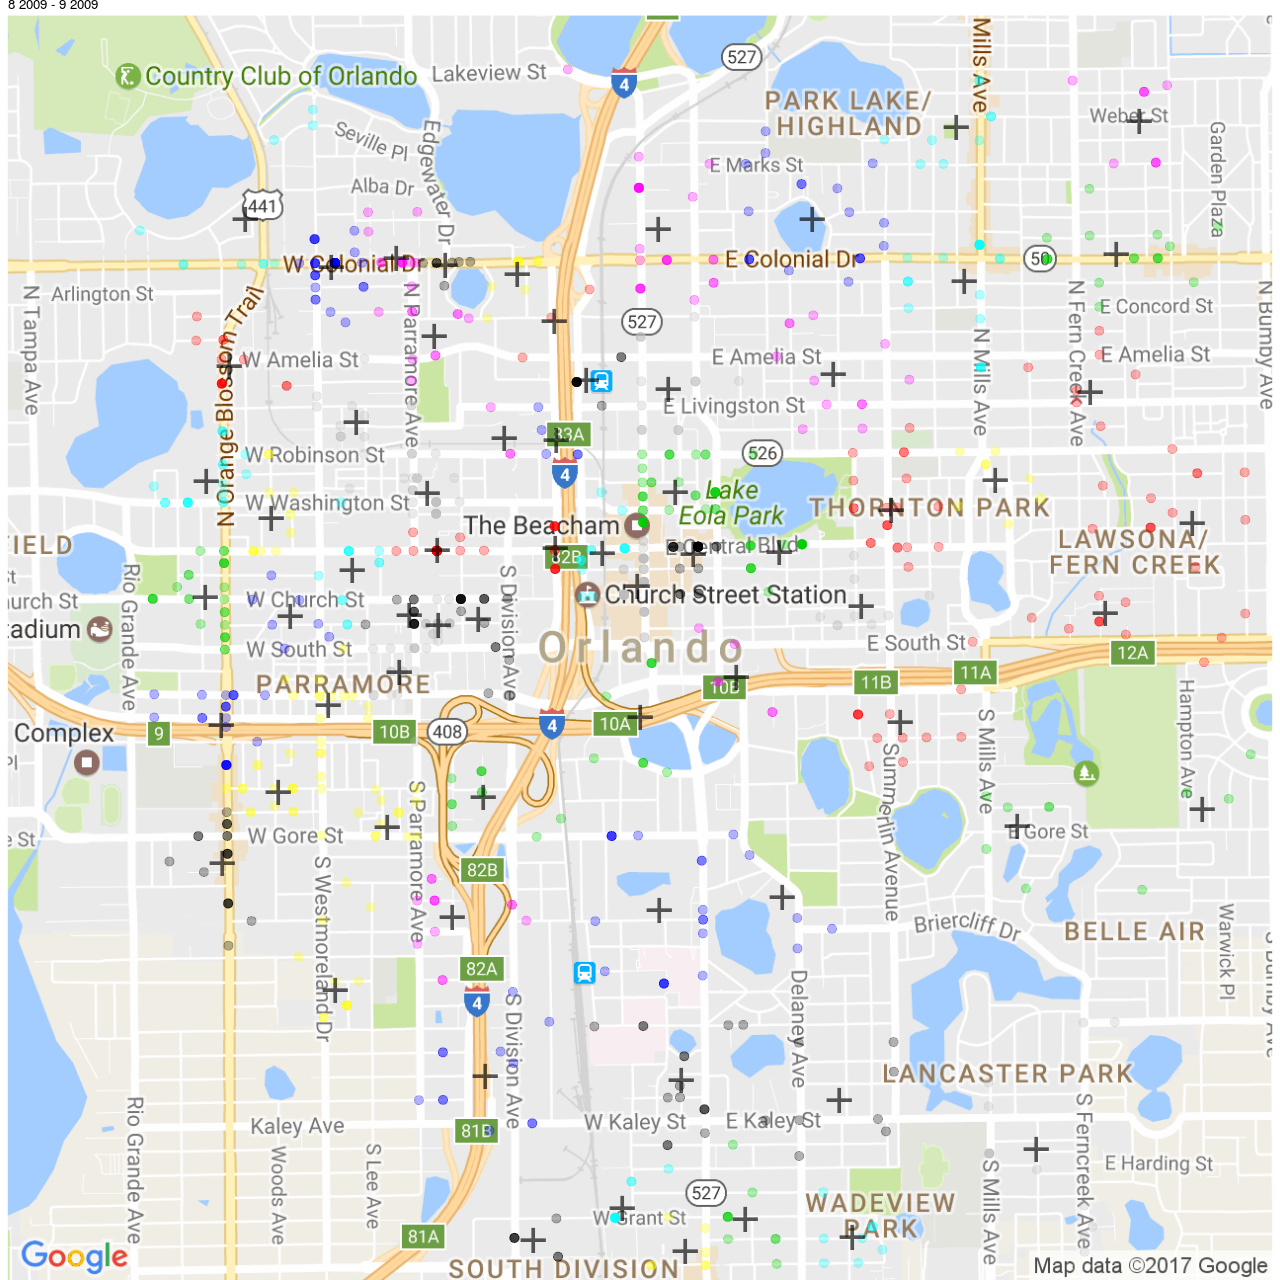 8 2009 - 9 2009
527
Mills Ave
Country Club of Orlando
Lakeview St
4
PARK LAKE/
HIGHLAND
Weber St
Garden Plaza
Seville Pl
Edgewater Dr
E Marks St
Alba Dr
441
W Colonial Dr
E Colonial Dr
50
Arlington St
N Tampa Ave
N Parramore Ave
N Fern Creek Ave
E Concord St
N Bumby Ave
527
N Orange Blossom Trail
W Amelia St
E Amelia St
N Mills Ave
E Amelia St
E Livingston St
83A
W Robinson St
526
4
Lake
Eola Park
W Washington St
THORNTON PARK
The Beacham
FIELD
LAWSONA/
FERN CREEK
82B
E Central Blvd
Rio Grande Ave
S Division Ave
W Church St
Church Street Station
Orlando
W South St
E South St
12A
11A
11B
PARRAMORE
10B
Hampton Ave
9
Complex
10B
408
4
10A
S Mills Ave
Summerlin Avenue
S Parramore Ave
W Gore St
E Gore St
e St
82B
S Westmoreland Dr
Briercliff Dr
BELLE AIR
Warwick Pl
82A
4
S Division Ave
Delaney Ave
LANCASTER PARK
Rio Grande Ave
Kaley Ave
81B
W Kaley St
E Kaley St
S Ferncreek Ave
Woods Ave
S Lee Ave
S Mills Ave
E Harding St
527
WADEVIEW
PARK
W Grant St
81A
Google
SOUTH DIVISION
Map data ©2017 Google